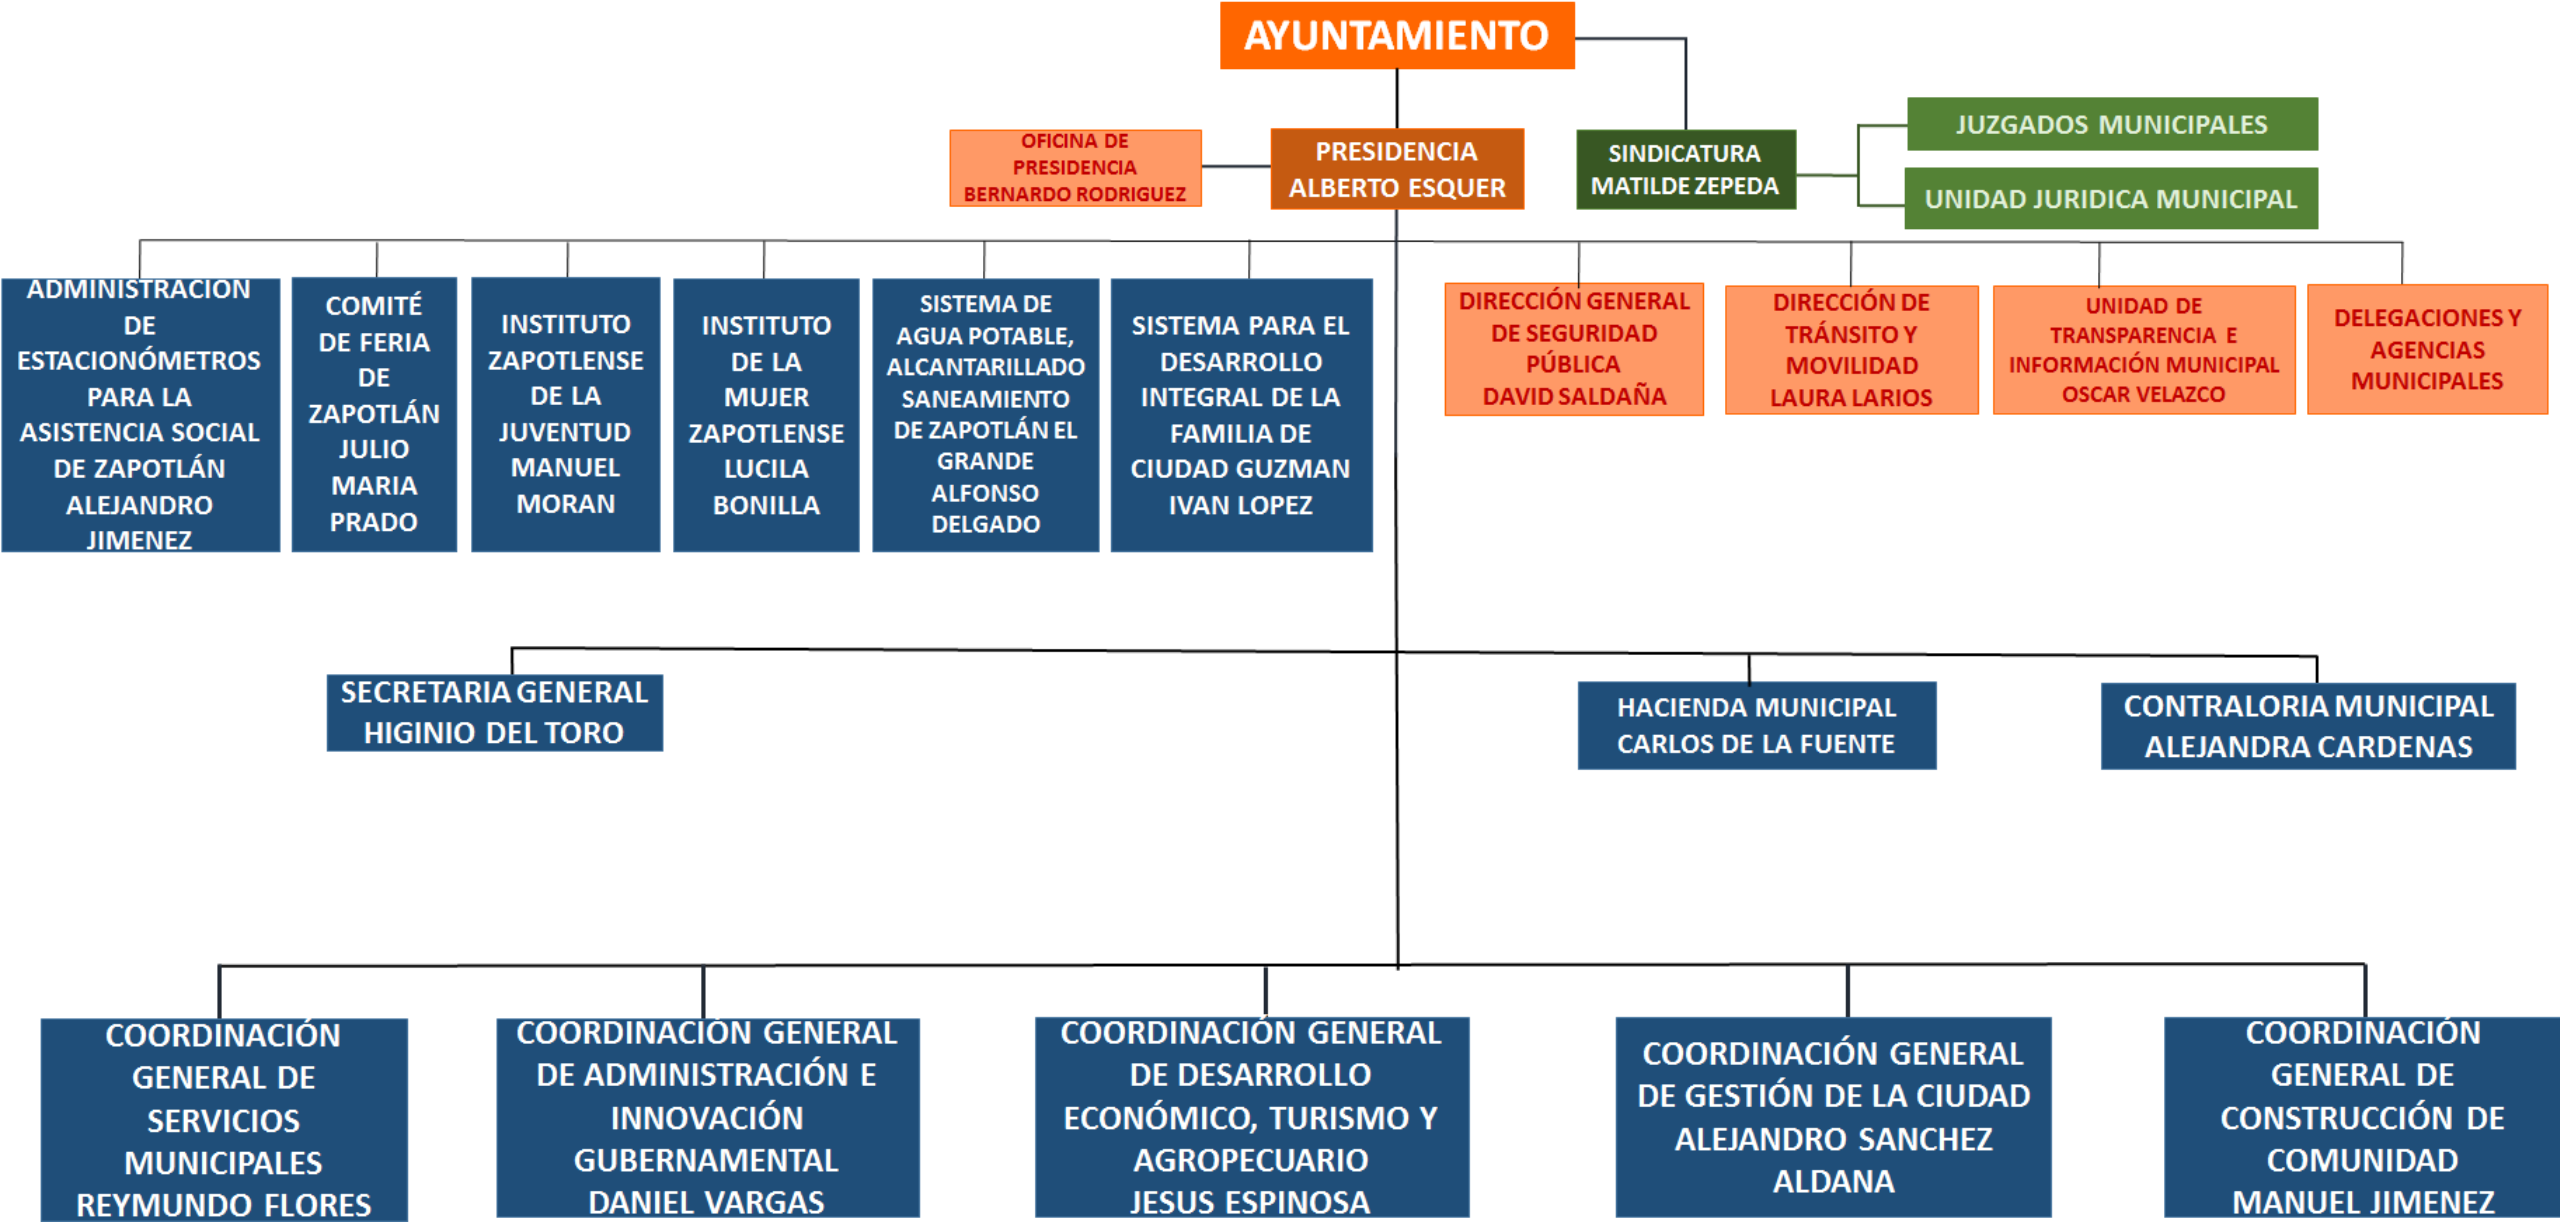 AYUNTAMIENTO
OFICINA DE
PRESIDENCIA
BERNARDO RODRIGUEZ
PRESIDENCIA
ALBERTO ESQUER
SINDICATURA
MATILDE ZEPEDA
JUZGADOS MUNICIPALES
UNIDAD JURIDICA MUNICIPAL
ADMINISTRACIÓN
DE
ESTACIONÓMETROS
PARA LA
ASISTENCIA SOCIAL
DE ZAPOTLÁN
ALEJANDRO
JIMENEZ
COMITÉ
DE FERIA
DE
ZAPOTLÁN
JULIO
MARIA
PRADO
INSTITUTO
ZAPOTLENSE
DE LA
JUVENTUD
MANUEL
MORAN
INSTITUTO
DE LA
MUJER
ZAPOTLENSE
LUCILA
BONILLA
SISTEMA DE
AGUA POTABLE,
ALCANTARILLADO
SANEAMIENTO
DE ZAPOTLÁN EL
GRANDE
ALFONSO
DELGADO
SISTEMA PARA EL
DESARROLLO
INTEGRAL DE LA
FAMILIA DE
CIUDAD GUZMAN
IVAN LOPEZ
DIRECCIÓN GENERAL
DE SEGURIDAD
PÚBLICA
DAVID SALDAÑA
DIRECCIÓN DE
TRÁNSITO Y
MOVILIDAD
LAURA LARIOS
UNIDAD DE
TRANSPARENCIA E
INFORMACIÓN MUNICIPAL
OSCAR VELAZCO
DELEGACIONES Y
AGENCIAS
MUNICIPALES
SECRETARIA GENERAL
HIGINIO DEL TORO
HACIENDA MUNICIPAL
CARLOS DE LA FUENTE
CONTRALORIA MUNICIPAL
ALEJANDRA CARDENAS
COORDINACIÓN
GENERAL DE
SERVICIOS
MUNICIPALES
REYMUNDO FLORES
COORDINACIÓN GENERAL
DE ADMINISTRACIÓN E
INNOVACIÓN
GUBERNAMENTAL
DANIEL VARGAS
COORDINACIÓN GENERAL
DE DESARROLLO
ECONÓMICO, TURISMO Y
AGROPECUARIO
JESUS ESPINOSA
COORDINACIÓN GENERAL
DE GESTIÓN DE LA CIUDAD
ALEJANDRO SANCHEZ
ALDANA
COORDINACIÓN
GENERAL DE
CONSTRUCCIÓN DE
COMUNIDAD
MANUEL JIMENEZ